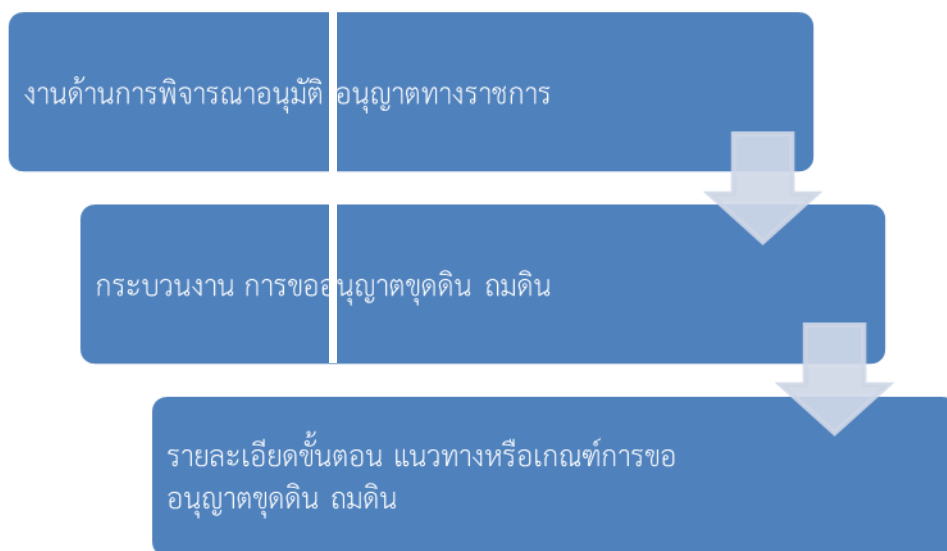 งานด้านการพิจารณาอนุมัติ อนุญาตทางราชการ
กระบวนงาน การขออนุญาตขุดดิน ถมดิน
รายละเอียดขั้นตอน แนวทางหรือเกณฑ์การขอ
อนุญาตขุดดิน ถมดิน